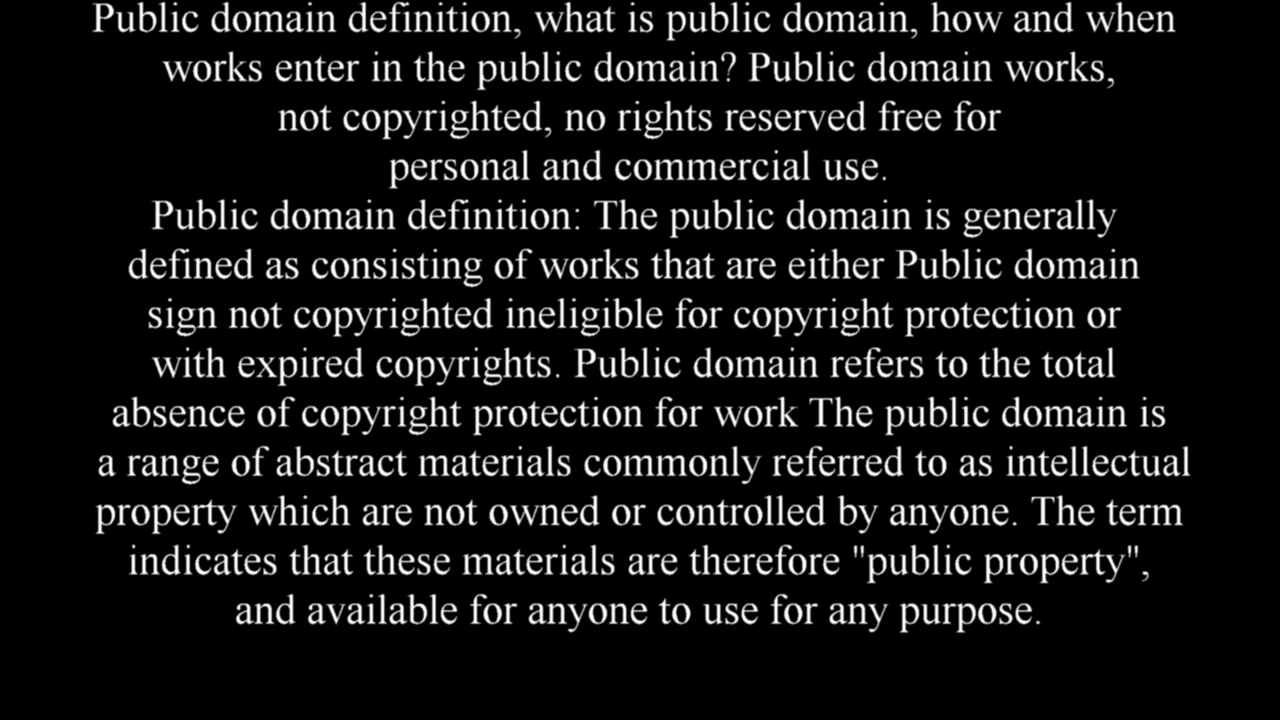 Public domain definition, what is public domain, how and when
works enter in the public domain? Public domain works,
not copyrighted, no rights reserved free for
personal and commercial use.
Public domain definition: The public domain is generally
defined as consisting of works that are either Public domain
sign not copyrighted ineligible for copyright protection or
with expired copyrights. Public domain refers to the total
absence of copyright protection for work The public domain is
a range of abstract materials commonly referred to as intellectual
property which are not owned or controlled by anyone. The term
indicates that these materials are therefore "public property",
and available for anyone to use for any purpose.